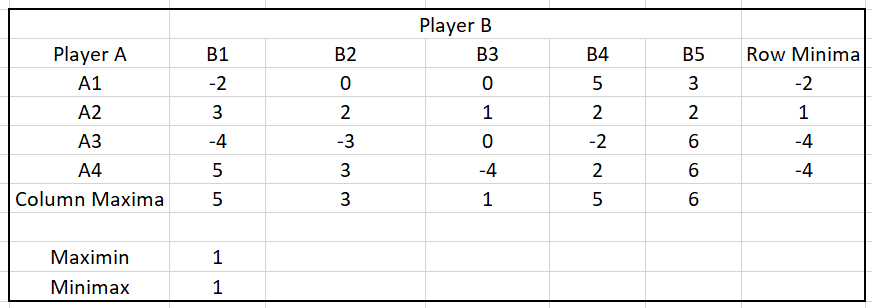 Player B
Player A B1 B2 B3 B4 B5 Row Minima
A1 -2 0 0 5 3 -2
A2 3 2 1 2 2 1
A3 -4 -3 0 -2 6 -4
A4 5 3 -4 2 6 -4
Column Maxima 5 3 1 5 6
Maximin 1
Minimax 1